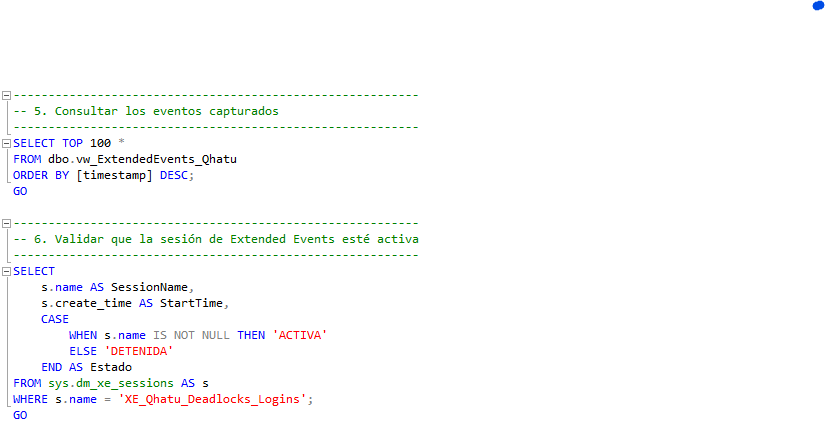 ----------------------------------------------------------
-- 5. Consultar los eventos capturados
----------------------------------------------------------
SELECT TOP 100 *
FROM dbo.vw_ExtendedEvents_Qhatu
ORDER BY [timestamp] DESC;
GO
----------------------------------------------------------
-- 6. Validar que la sesión de Extended Events esté activa
----------------------------------------------------------
SELECT
    s.name AS SessionName,
    s.create_time AS StartTime,
    CASE
        WHEN s.name IS NOT NULL THEN 'ACTIVA'
        ELSE 'DETENIDA'
    END AS Estado
FROM sys.dm_xe_sessions AS s
WHERE s.name = 'XE_Qhatu_Deadlocks_Logins';
GO